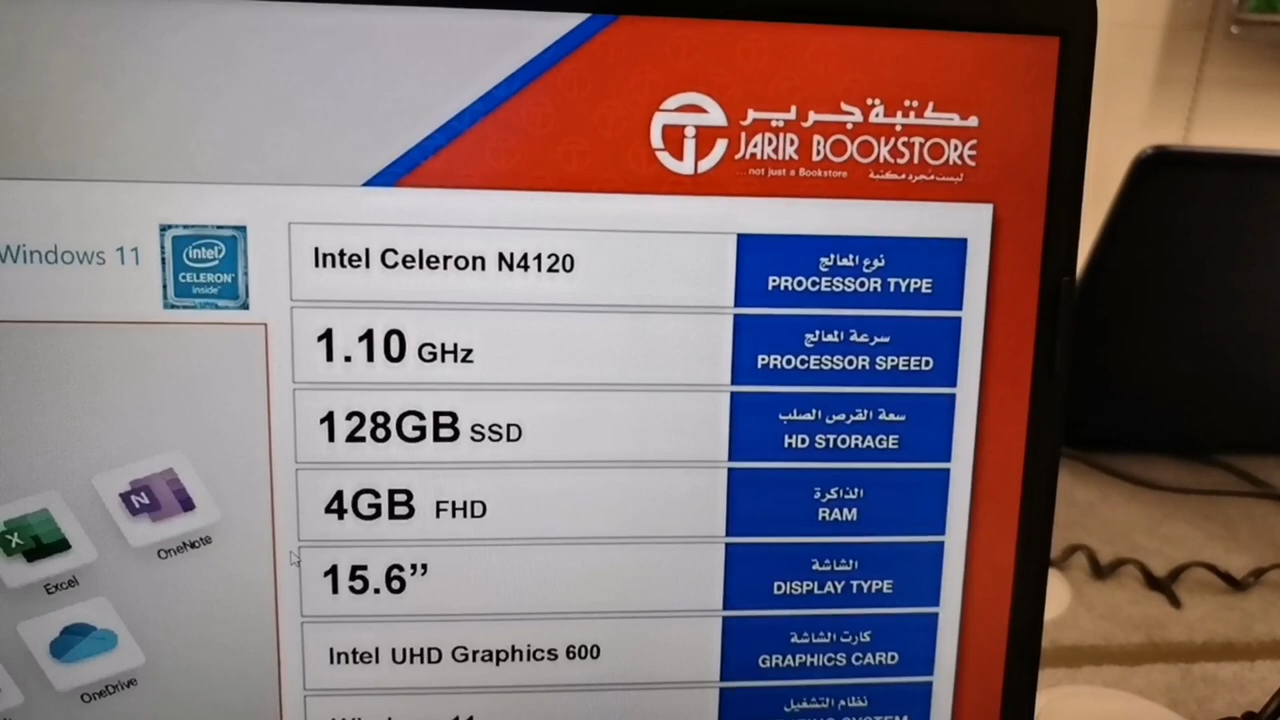 مكتبة جرير
JARIR BOOKSTORE
...not just a Bookstore ليست مجرد مكتبة
Windows 11
intel
CELERON
inside
Intel Celeron N4120
نوع المعالج
PROCESSOR TYPE
1.10 GHz
سرعة المعالج
PROCESSOR SPEED
128GB SSD
سعة القرص الصلب
HD STORAGE
4GB FHD
الذاكرة
RAM
15.6”
الشاشة
DISPLAY TYPE
Intel UHD Graphics 600
كارت الشاشة
GRAPHICS CARD
Windows 11
نظام التشغيل
SYSTEM
N
OneNote
X
Excel
OneDrive